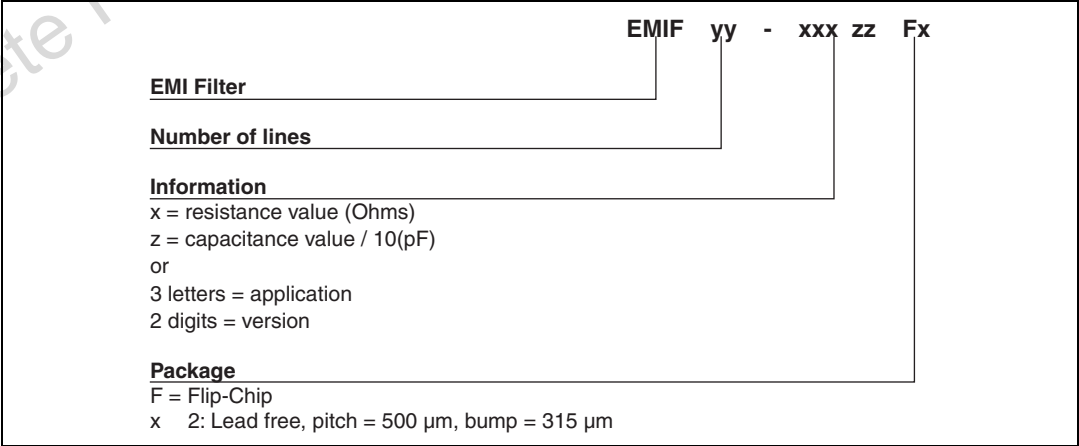 ete
EMIF yy - xxx zz Fx
EMI Filter
Number of lines
Information
x = resistance value (Ohms)
z = capacitance value / 10(pF)
or
3 letters = application
2 digits = version
Package
F = Flip-Chip
x 2: Lead free, pitch = 500 µm, bump = 315 µm